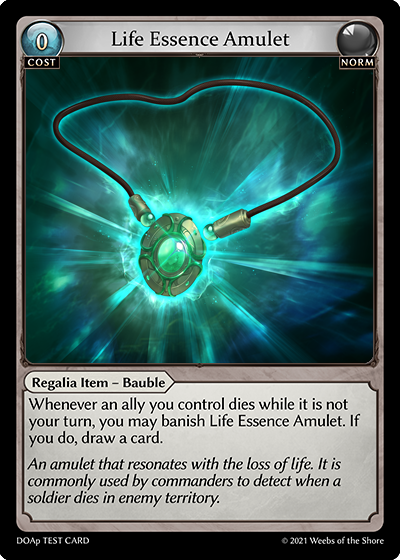 0
Life Essence Amulet
COST
NORM
Regalia Item – Bauble
Whenever an ally you control dies while it is not
your turn, you may banish Life Essence Amulet. If
you do, draw a card.
An amulet that resonates with the loss of life. It is
commonly used by commanders to detect when a
soldier dies in enemy territory.
DOAp TEST CARD
© 2021 Weebs of the Shore